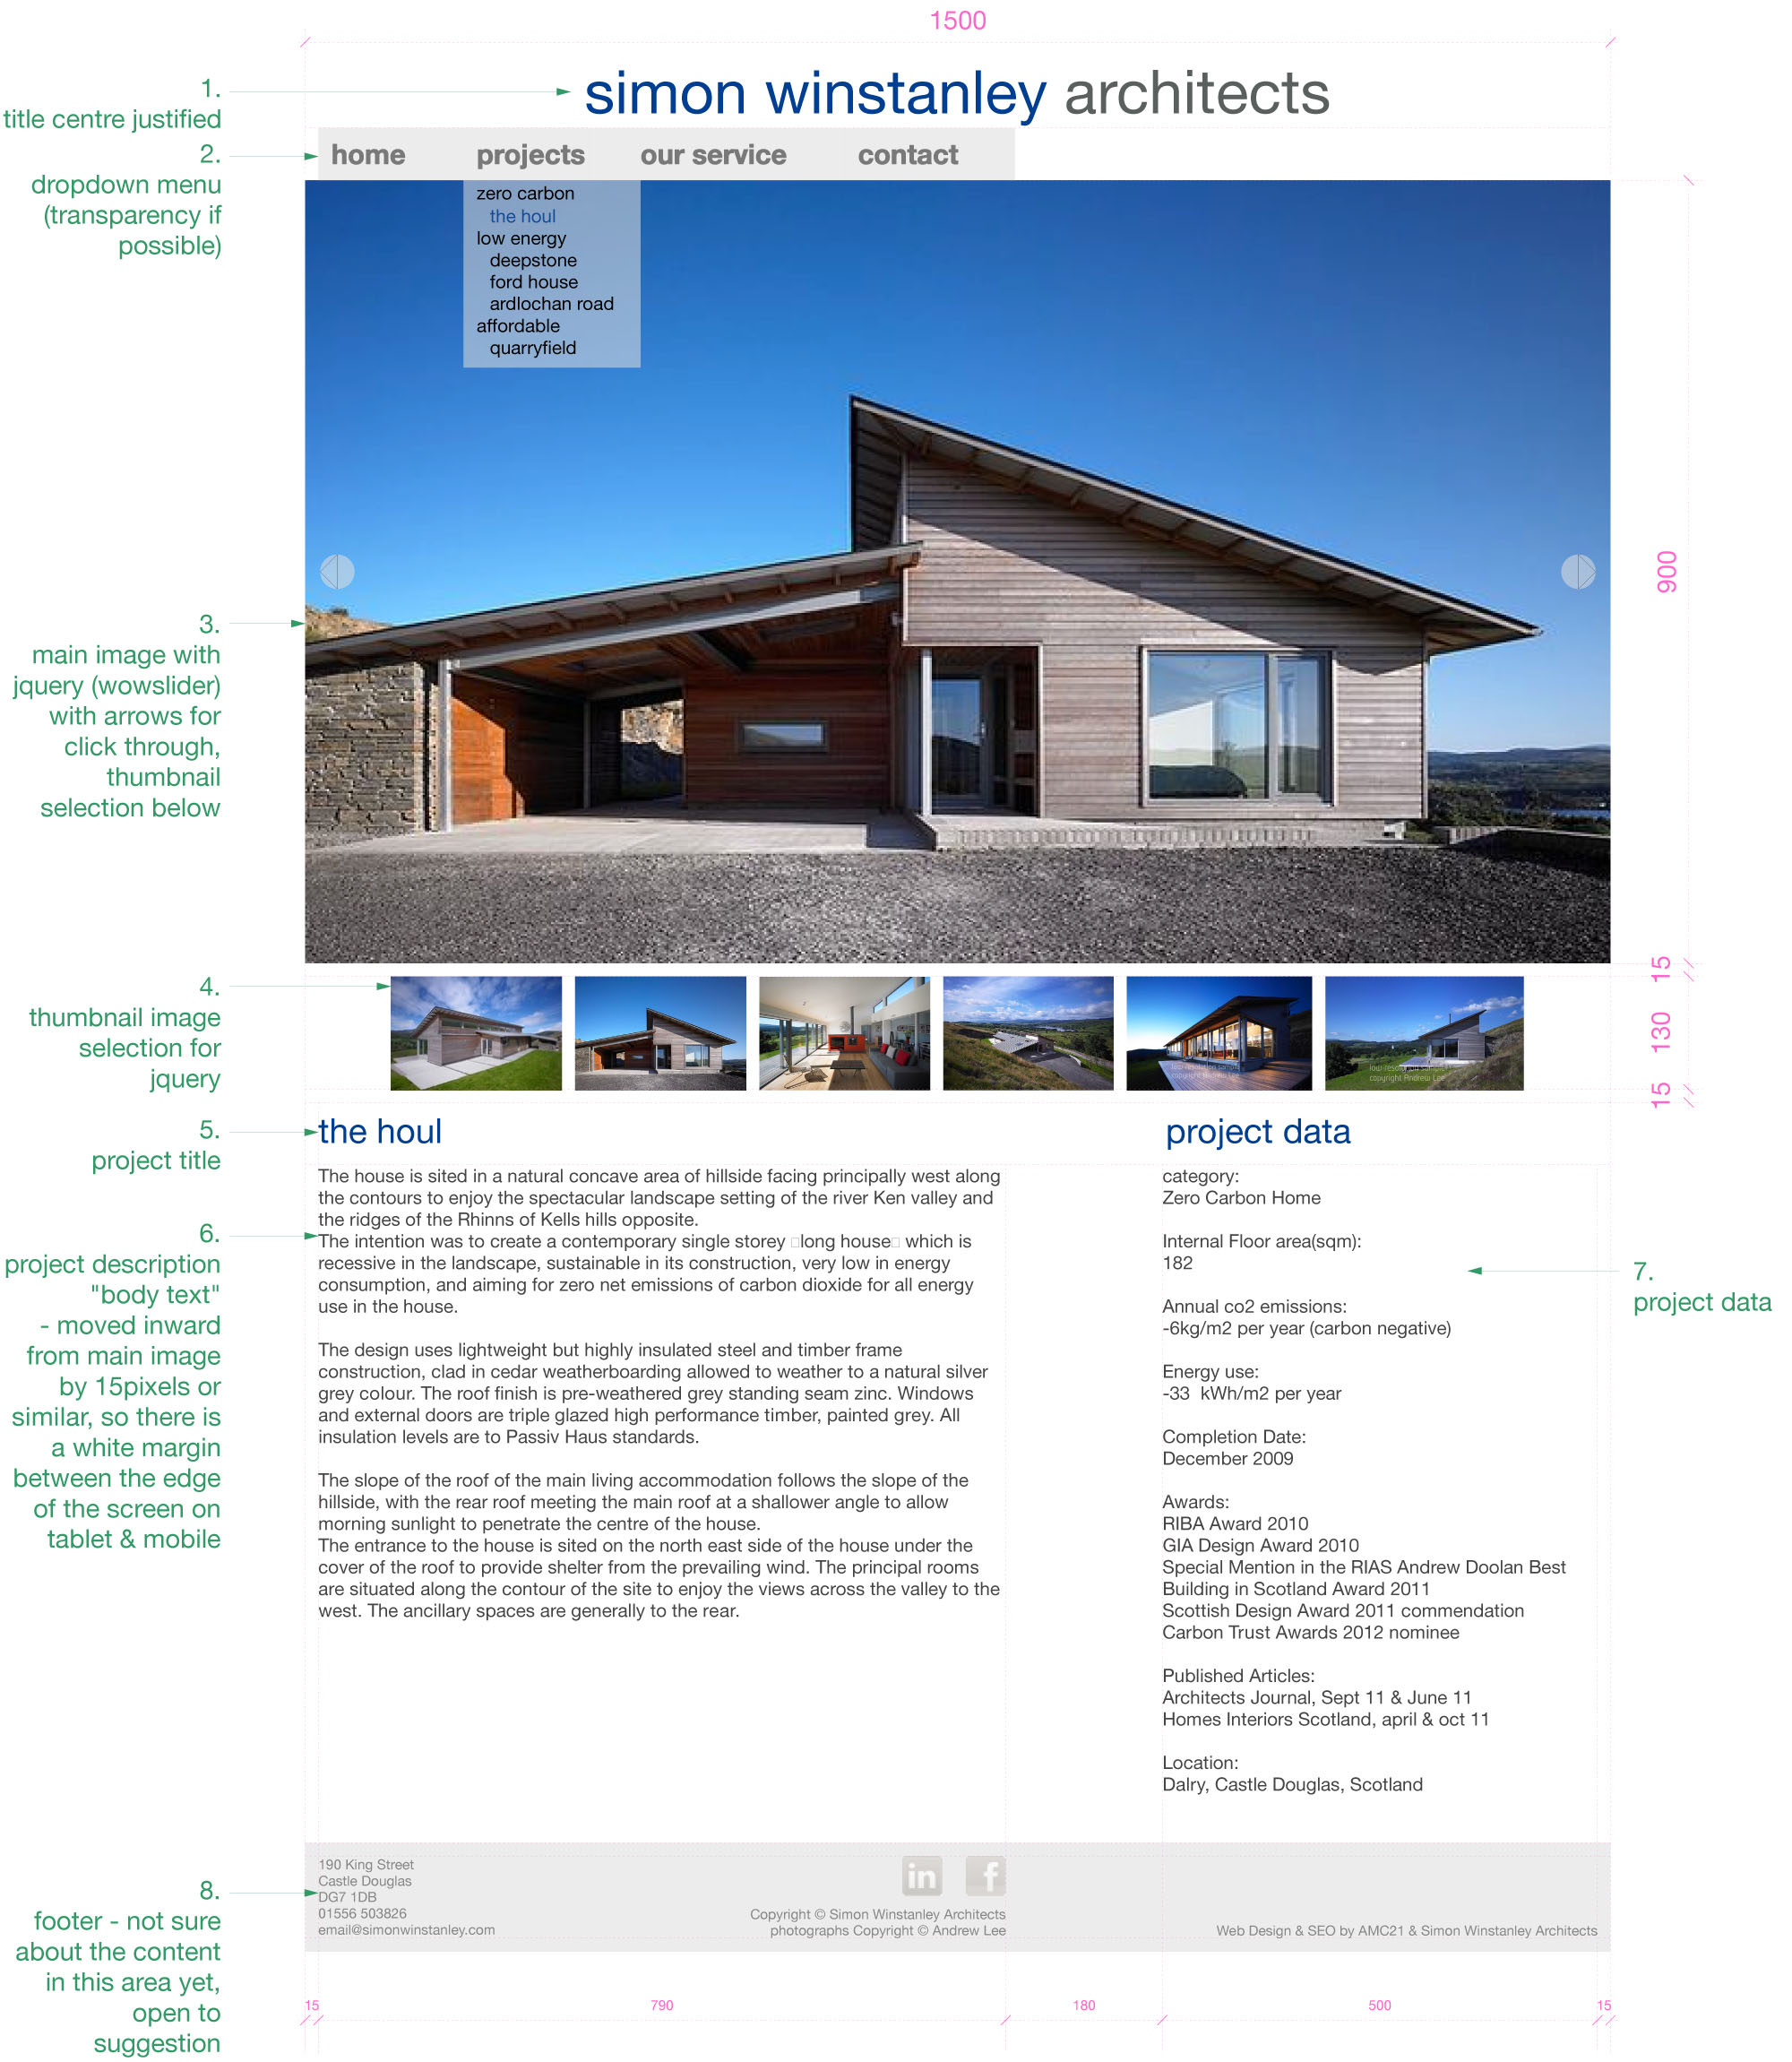 1500
1.
title centre justified
simon winstanley architects
2.
dropdown menu
(transparency if
possible)
home projects our service contact
zero carbon
the houl
low energy
deepstone
ford house
ardlochan road
affordable
quarryfield
900
3.
main image with
jquery (wowslider)
with arrows for
click through,
thumbnail
selection below
15
4.
thumbnail image
selection for
jquery
130
low-resolution sample
copyright Andrew Lee
low-resolution sample
copyright Andrew Lee
15
5.
project title
the houl
The house is sited in a natural concave area of hillside facing principally west along
the contours to enjoy the spectacular landscape setting of the river Ken valley and
the ridges of the Rhinns of Kells hills opposite.
6.
project description
"body text"
- moved inward
from main image
by 15pixels or
similar, so there is
a white margin
between the edge
of the screen on
tablet & mobile
The intention was to create a contemporary single storey □long house□ which is
recessive in the landscape, sustainable in its construction, very low in energy
consumption, and aiming for zero net emissions of carbon dioxide for all energy
use in the house.
The design uses lightweight but highly insulated steel and timber frame
construction, clad in cedar weatherboarding allowed to weather to a natural silver
grey colour. The roof finish is pre-weathered grey standing seam zinc. Windows
and external doors are triple glazed high performance timber, painted grey. All
insulation levels are to Passiv Haus standards.
The slope of the roof of the main living accommodation follows the slope of the
hillside, with the rear roof meeting the main roof at a shallower angle to allow
morning sunlight to penetrate the centre of the house.
The entrance to the house is sited on the north east side of the house under the
cover of the roof to provide shelter from the prevailing wind. The principal rooms
are situated along the contour of the site to enjoy the views across the valley to the
west. The ancillary spaces are generally to the rear.
project data
category:
Zero Carbon Home
Internal Floor area(sqm):
182
Annual co2 emissions:
-6kg/m2 per year (carbon negative)
Energy use:
-33  kWh/m2 per year
Completion Date:
December 2009
Awards:
RIBA Award 2010
GIA Design Award 2010
Special Mention in the RIAS Andrew Doolan Best
Building in Scotland Award 2011
Scottish Design Award 2011 commendation
Carbon Trust Awards 2012 nominee
Published Articles:
Architects Journal, Sept 11 & June 11
Homes Interiors Scotland, april & oct 11
Location:
Dalry, Castle Douglas, Scotland
7.
project data
8.
footer - not sure
about the content
in this area yet,
open to
suggestion
190 King Street
Castle Douglas
DG7 1DB
01556 503826
email@simonwinstanley.com
in f
Copyright © Simon Winstanley Architects
photographs Copyright © Andrew Lee
Web Design & SEO by AMC21 & Simon Winstanley Architects
15 790 180 500 15